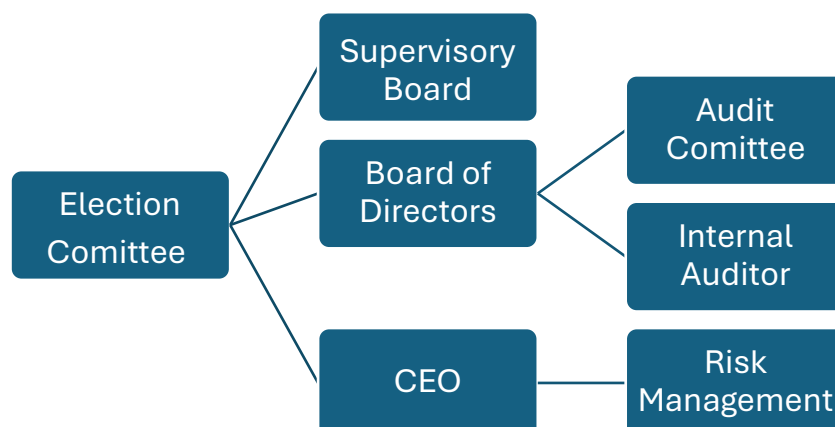 Supervisory
Board
Audit
Comittee
Board of
Directors
Election
Comittee
Internal
Auditor
CEO
Risk
Management